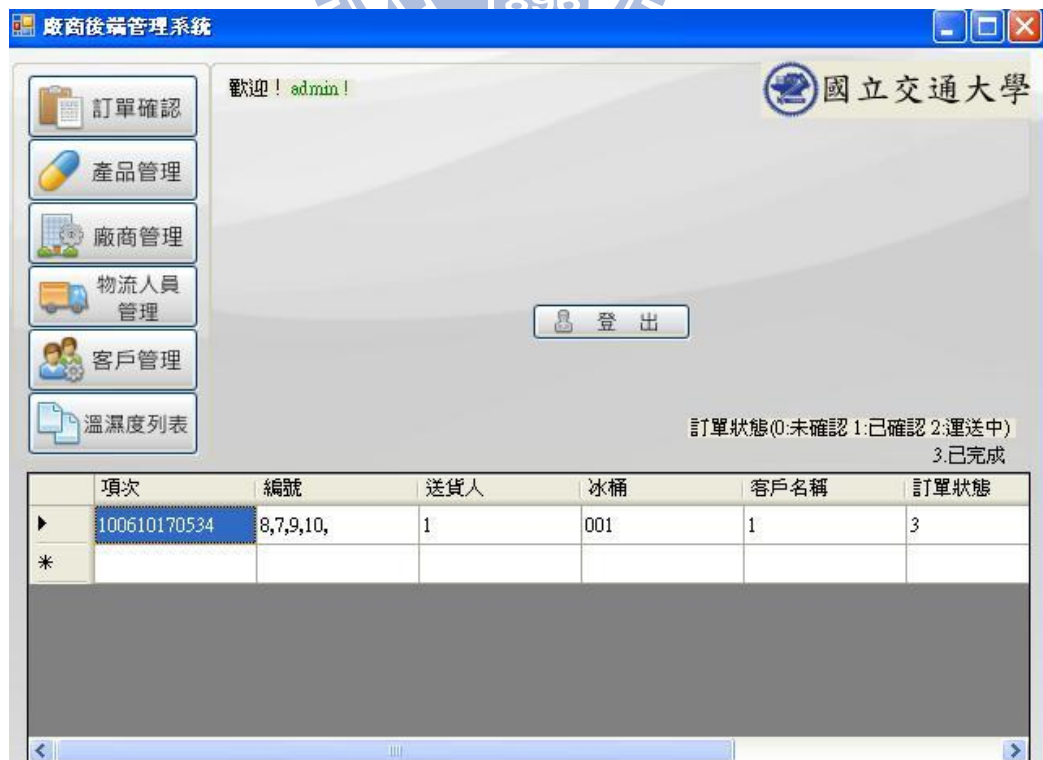 1896
廠商後端管理系統
歡迎！admin！
國立交通大學
訂單確認
產品管理
廠商管理
物流人員
管理
客戶管理
溫濕度列表
登 出
訂單狀態(0:未確認 1:已確認 2:運送中)
3.已完成
項次 編號 送貨人 冰桶 客戶名稱 訂單狀態
100610170534 8,7,9,10, 1 001 1 3